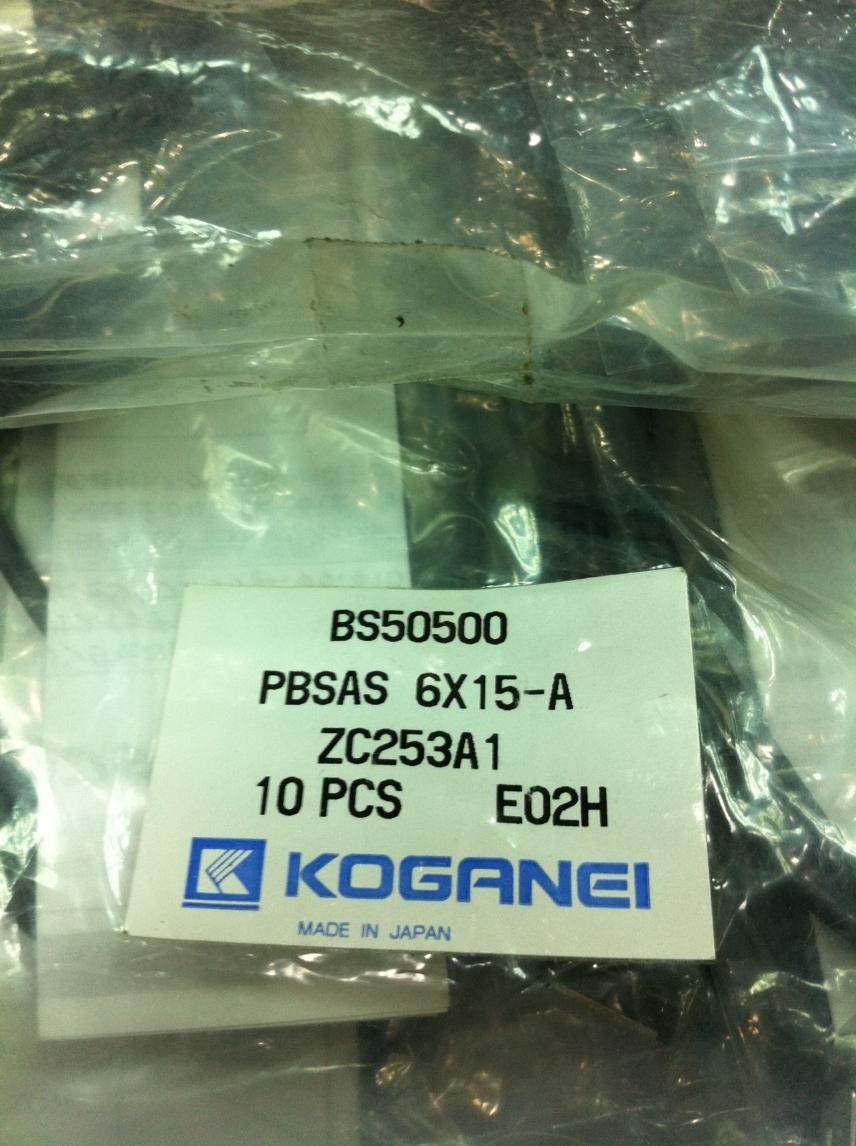 BS50500
PBSAS 6X15-A
ZC253A1
10 PCS E02H
KOGANEI
MADE IN JAPAN